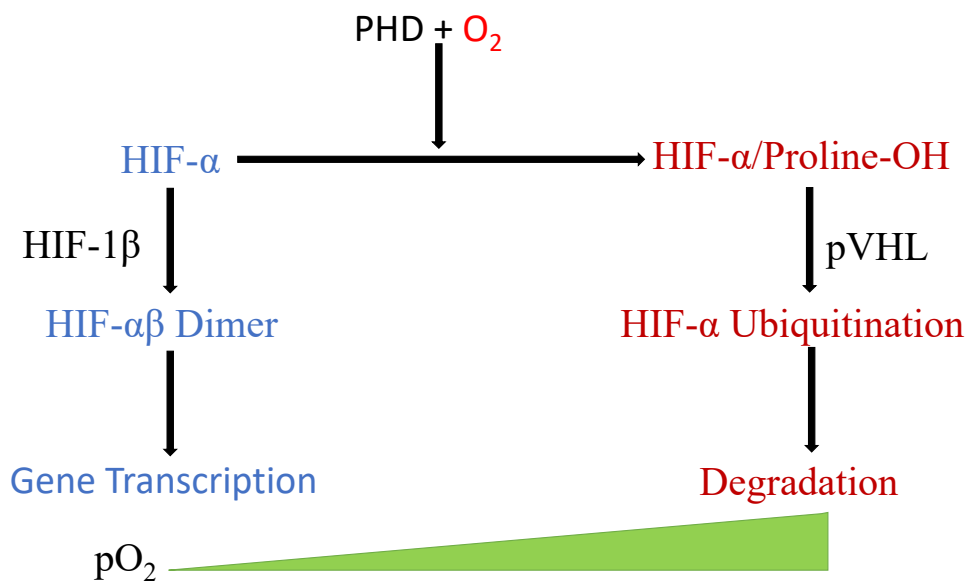 PHD + O₂
HIF-α
HIF-α/Proline-OH
HIF-1β
pVHL
HIF-αβ Dimer
HIF-α Ubiquitination
Gene Transcription
Degradation
pO₂